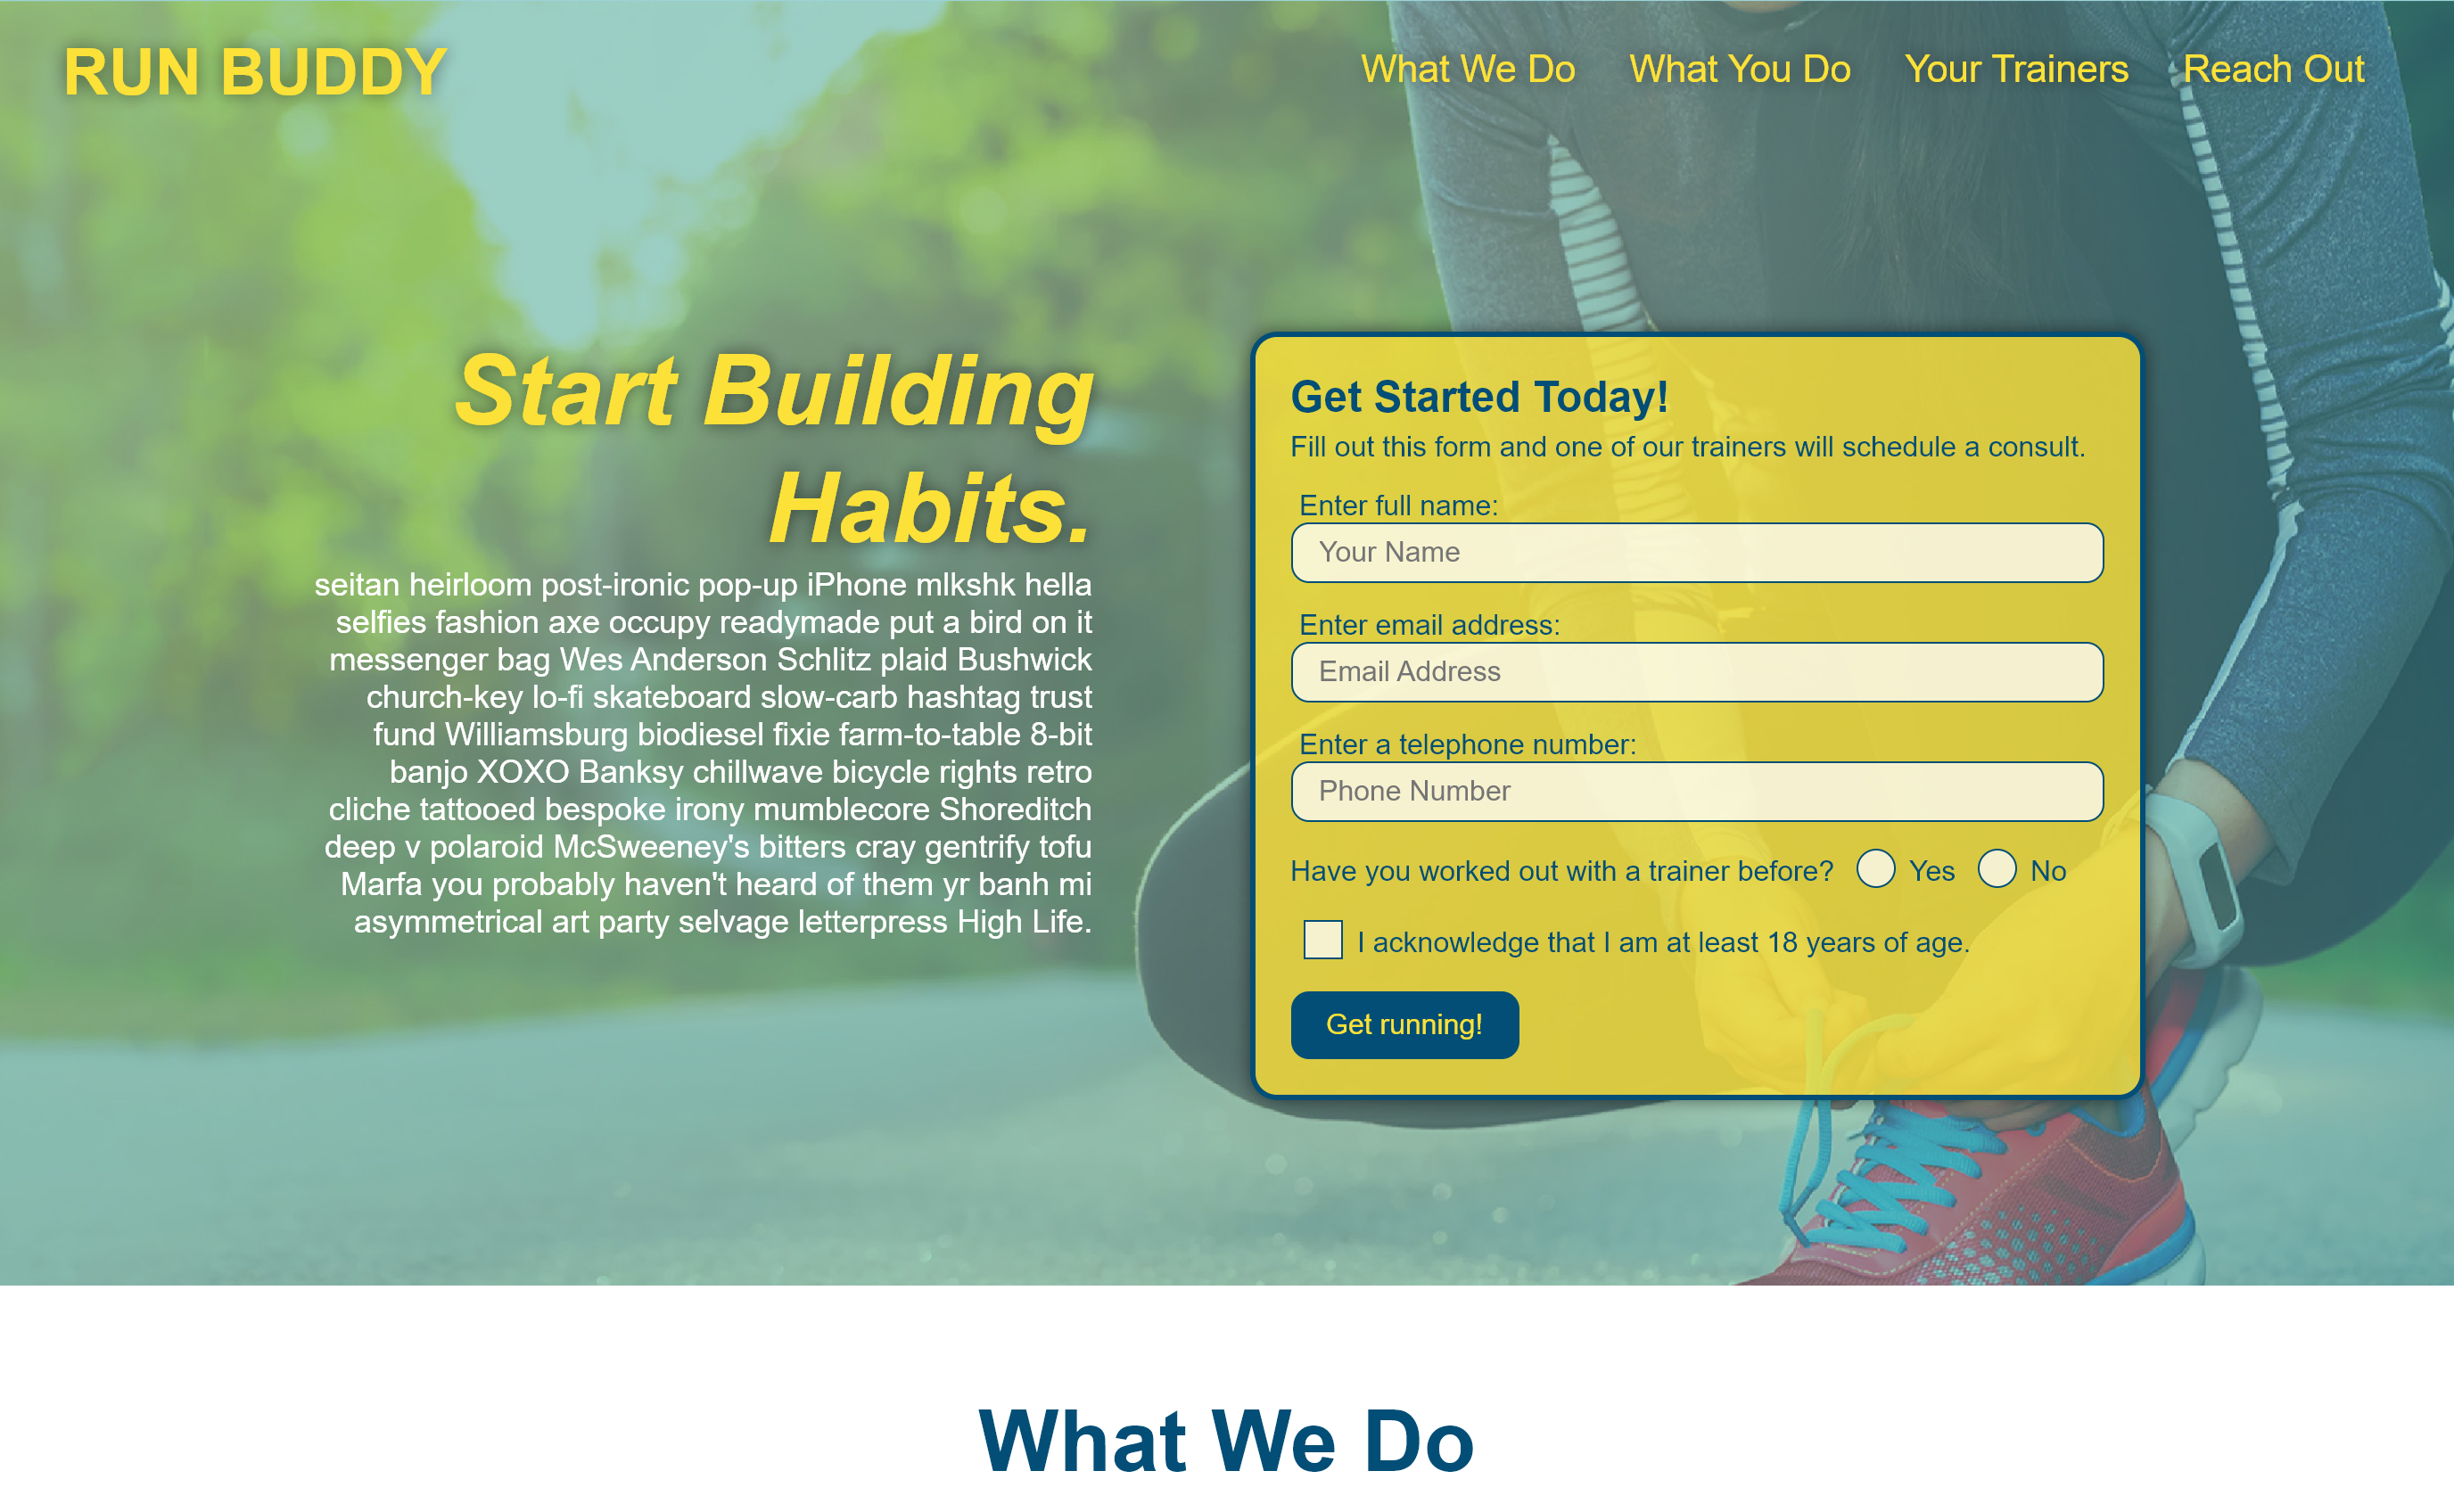 RUN BUDDY
What We Do What You Do Your Trainers Reach Out
Start Building
Habits.
seitan heirloom post-ironic pop-up iPhone mlkshk hella
selfies fashion axe occupy readymade put a bird on it
messenger bag Wes Anderson Schlitz plaid Bushwick
church-key lo-fi skateboard slow-carb hashtag trust
fund Williamsburg biodiesel fixie farm-to-table 8-bit
banjo XOXO Banksy chillwave bicycle rights retro
cliche tattooed bespoke irony mumblecore Shoreditch
deep v polaroid McSweeney's bitters cray gentrify tofu
Marfa you probably haven't heard of them yr banh mi
asymmetrical art party selvage letterpress High Life.
Get Started Today!
Fill out this form and one of our trainers will schedule a consult.
Enter full name:
Your Name
Enter email address:
Email Address
Enter a telephone number:
Phone Number
Have you worked out with a trainer before? Yes No
I acknowledge that I am at least 18 years of age.
Get running!
What We Do